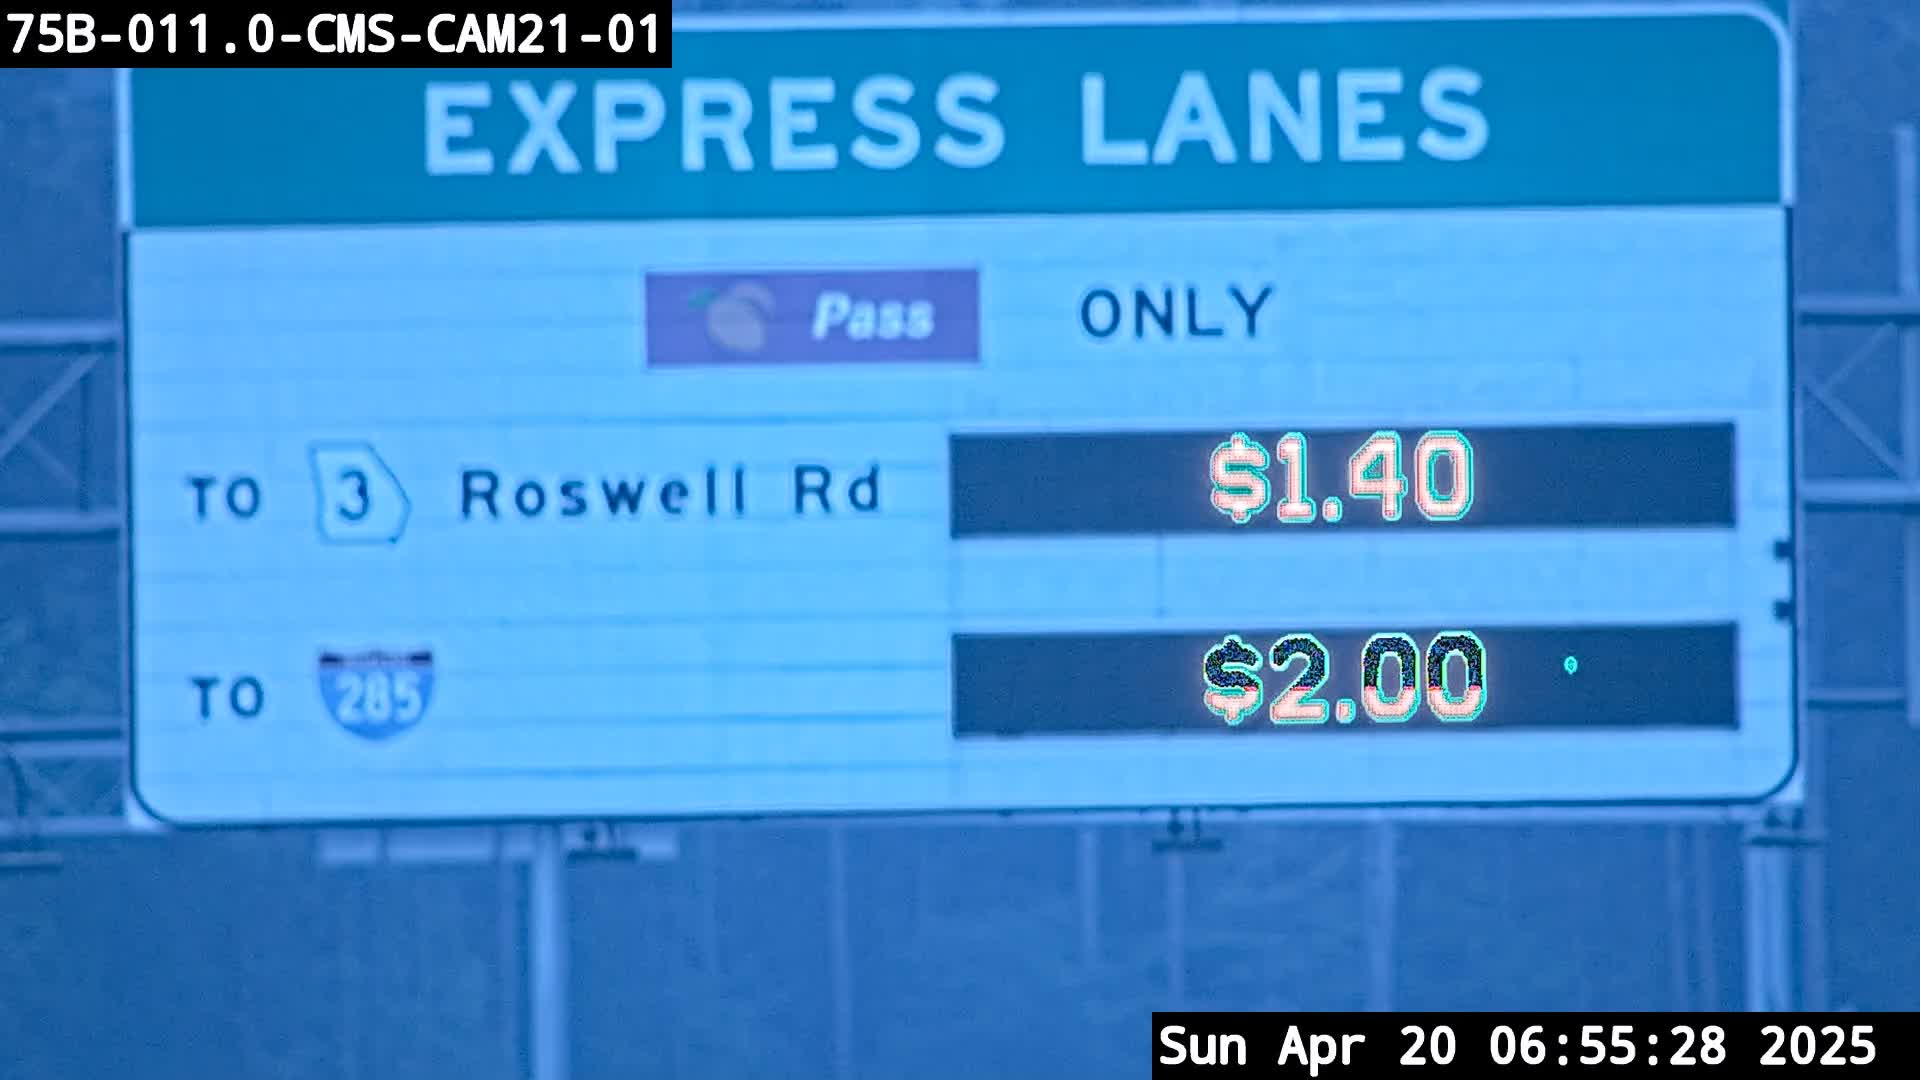 75B-011.0-CMS-CAM21-01
EXPRESS LANES
Pass ONLY
TO 3 Roswell Rd $1.40
TO 285 $2.00
Sun Apr 20 06:55:28 2025